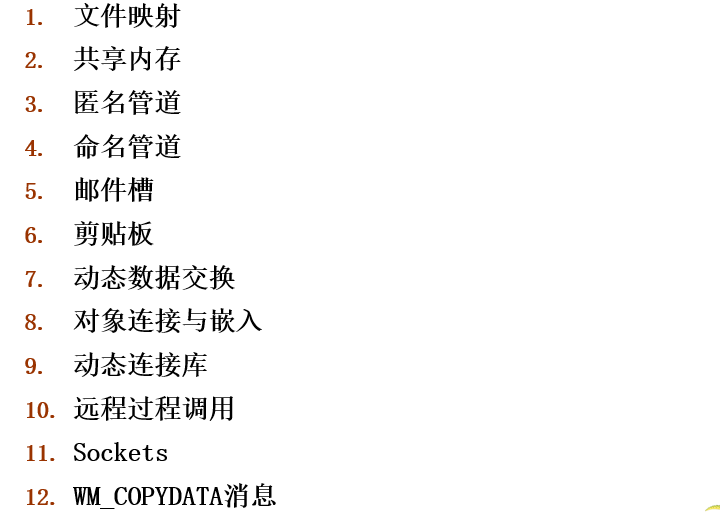 1. 文件映射
2. 共享内存
3. 匿名管道
4. 命名管道
5. 邮件槽
6. 剪贴板
7. 动态数据交换
8. 对象连接与嵌入
9. 动态连接库
10. 远程过程调用
11. Sockets
12. WM_COPYDATA消息